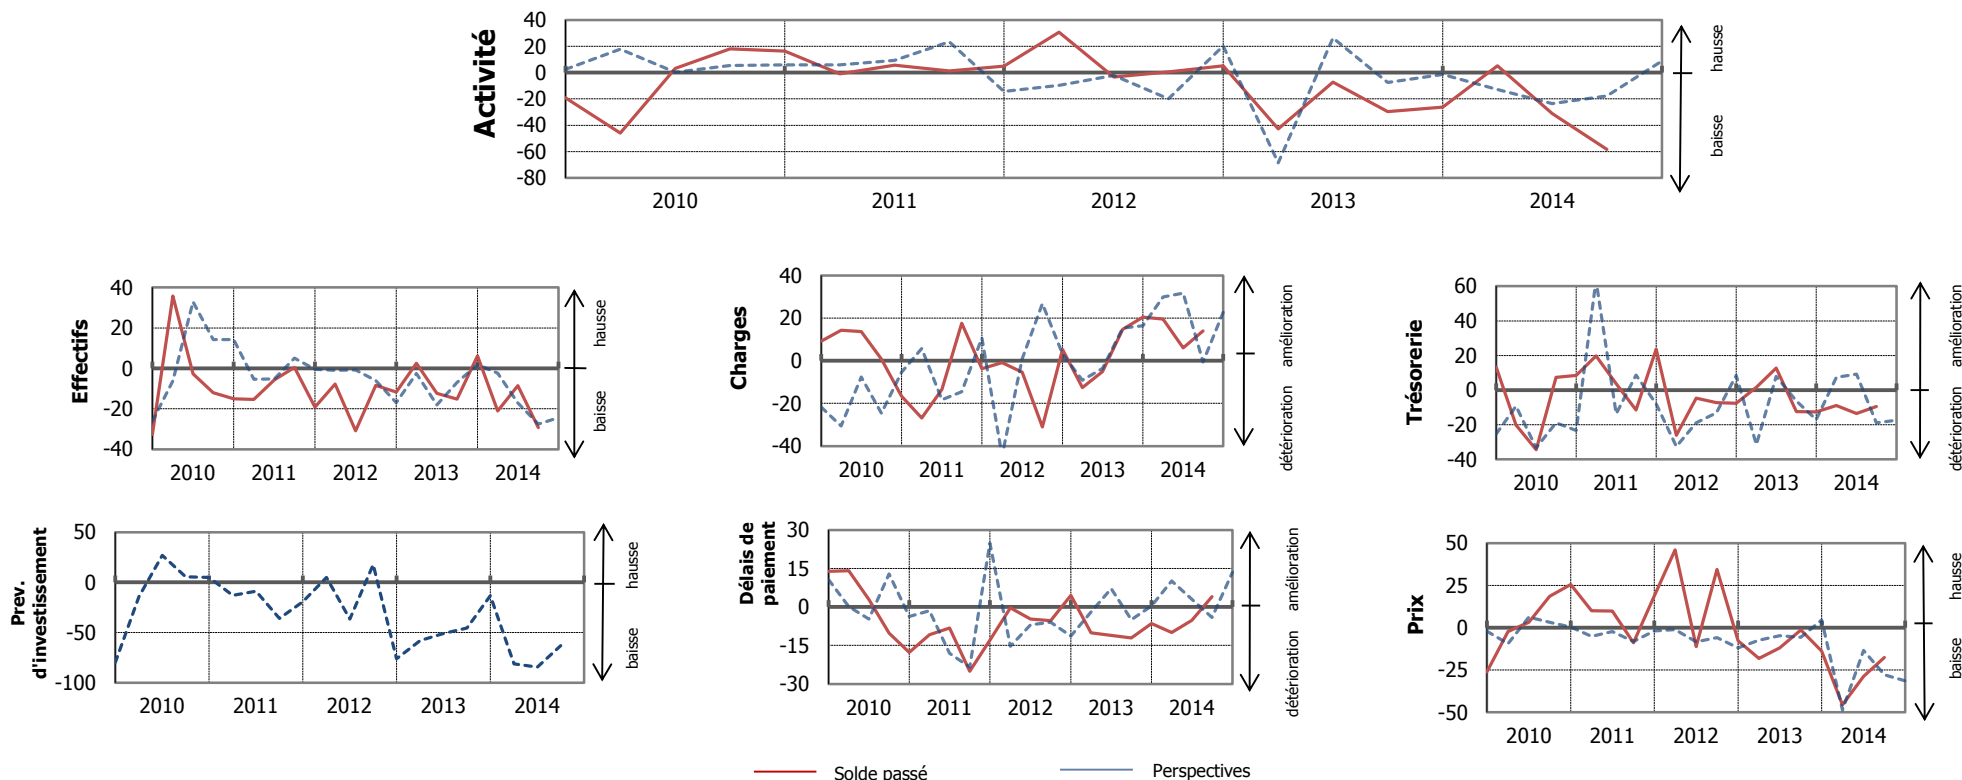 Activité
40
20
0
-20
-40
-60
-80
2010 2011 2012 2013 2014
hausse
baisse
Effectifs
40
20
0
-20
-40
2010 2011 2012 2013 2014
hausse
baisse
Charges
40
20
0
-20
-40
2010 2011 2012 2013 2014
amélioration
détérioration
Trésorerie
60
40
20
0
-20
-40
2010 2011 2012 2013 2014
amélioration
détérioration
Prev.
d'investissement
50
0
-50
-100
2010 2011 2012 2013 2014
hausse
baisse
Délais de
paiement
30
15
0
-15
-30
2010 2011 2012 2013 2014
amélioration
détérioration
Prix
50
25
0
-25
-50
2010 2011 2012 2013 2014
hausse
baisse
Solde passé Perspectives